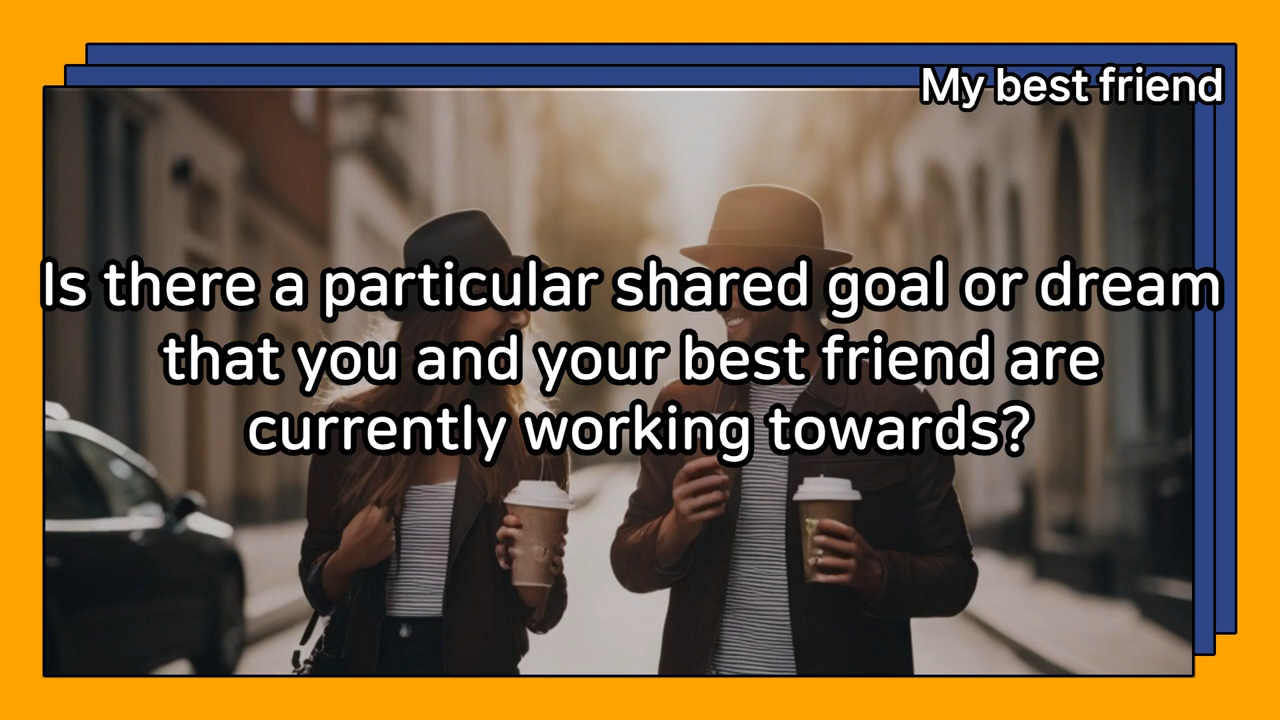 My best friend
Is there a particular shared goal or dream
that you and your best friend are
currently working towards?